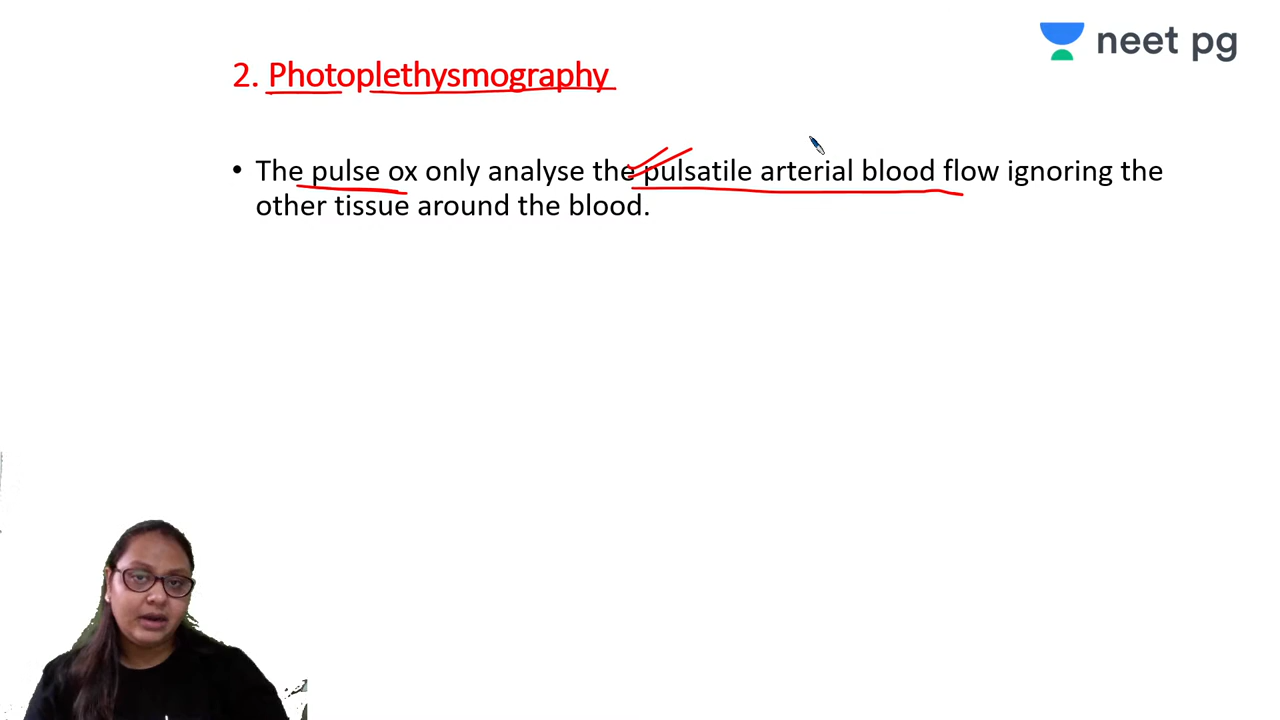 neet pg
2. Photoplethysmography
• The pulse ox only analyse the pulsatile arterial blood flow ignoring the
other tissue around the blood.